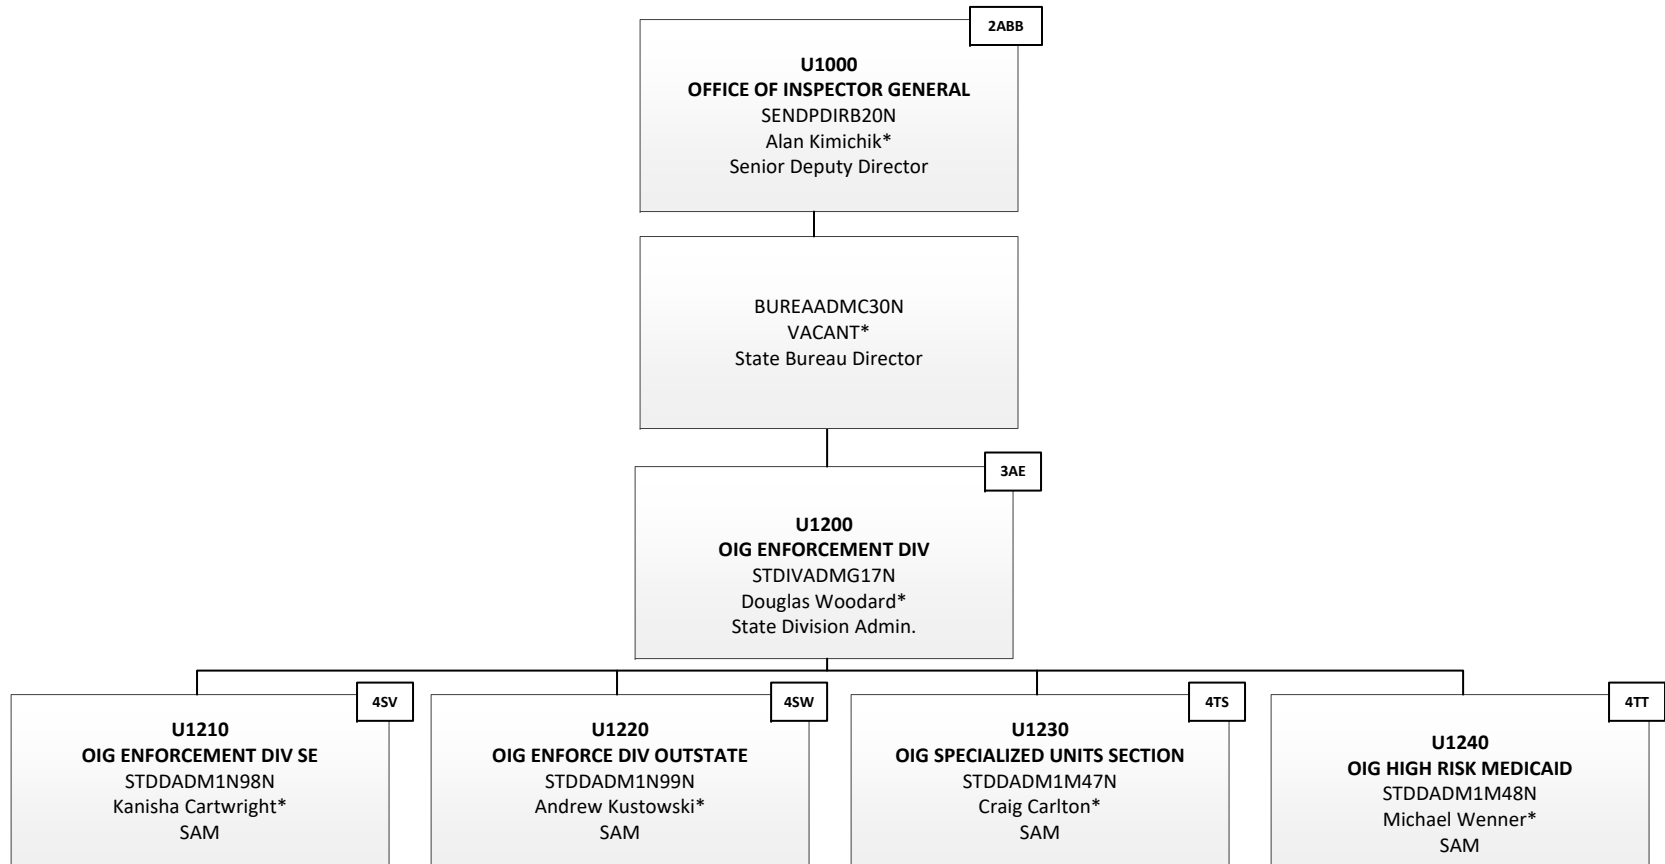 2ABB
U1000
OFFICE OF INSPECTOR GENERAL
SENDPDIRB20N
Alan Kimichik*
Senior Deputy Director
BUREAADMC30N
VACANT*
State Bureau Director
3AE
U1200
OIG ENFORCEMENT DIV
STDIVADMG17N
Douglas Woodard*
State Division Admin.
4SV
U1210
OIG ENFORCEMENT DIV SE
STDDADM1N98N
Kanisha Cartwright*
SAM
4SW
U1220
OIG ENFORCE DIV OUTSTATE
STDDADM1N99N
Andrew Kustowski*
SAM
4TS
U1230
OIG SPECIALIZED UNITS SECTION
STDDADM1M47N
Craig Carlton*
SAM
4TT
U1240
OIG HIGH RISK MEDICAID
STDDADM1M48N
Michael Wenner*
SAM